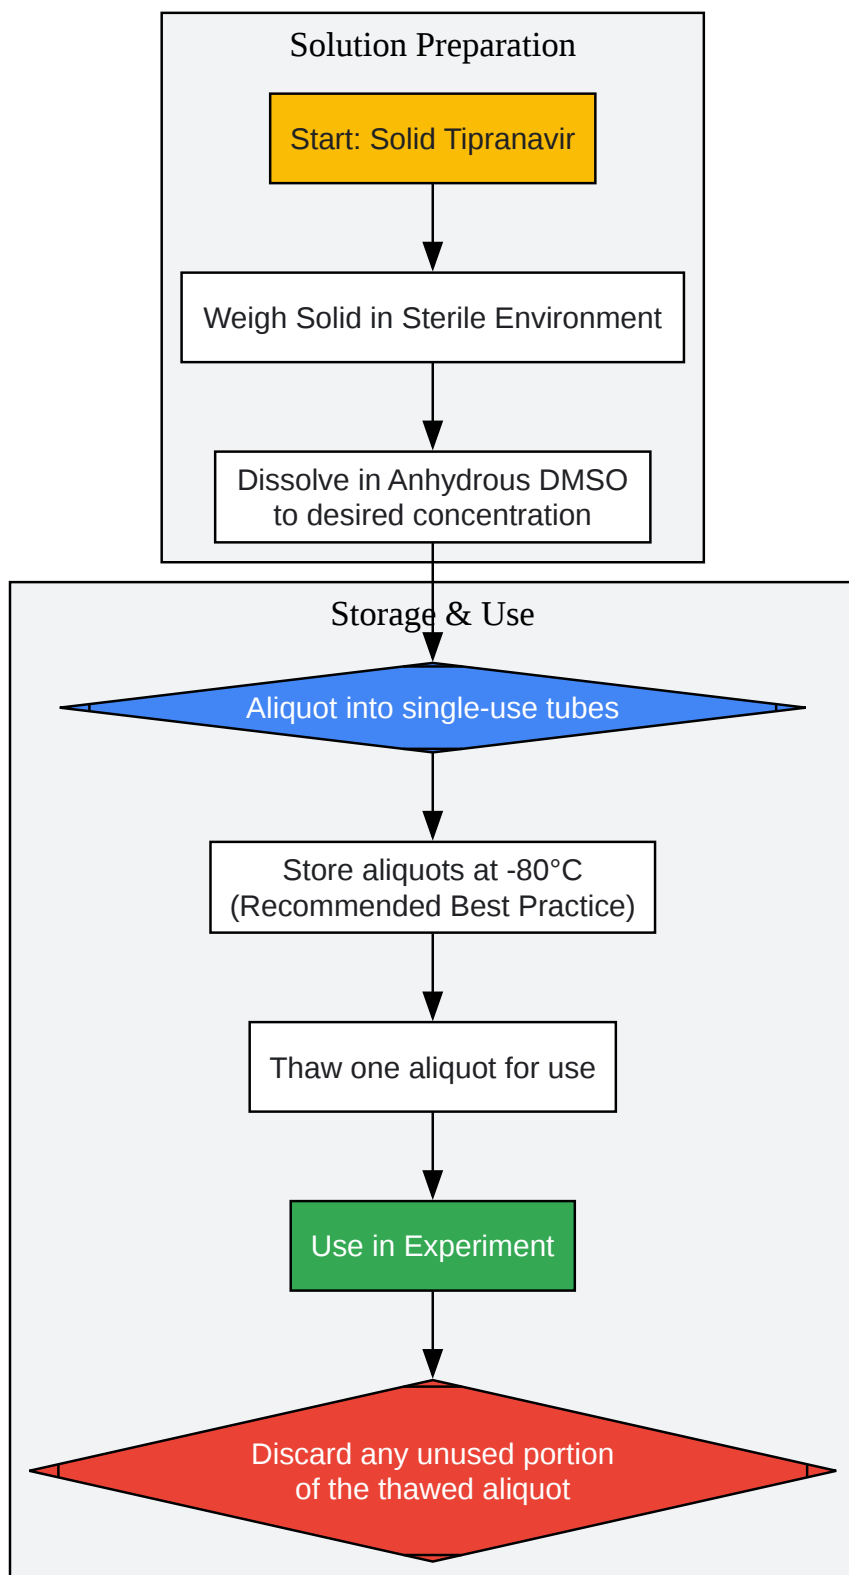 Solution Preparation
Start: Solid Tipranavir
Weigh Solid in Sterile Environment
Dissolve in Anhydrous DMSO
to desired concentration
Storage & Use
Aliquot into single-use tubes
Store aliquots at -80°C
(Recommended Best Practice)
Thaw one aliquot for use
Use in Experiment
Discard any unused portion
of the thawed aliquot